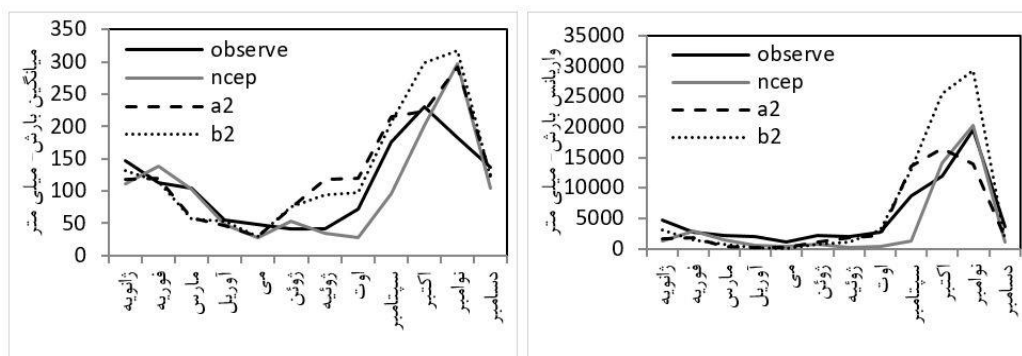 میانگین بارش- میلی متر
350
300
250
200
150
100
50
0
observe
ncep
a2
b2
ژانویه
فوریه
مارس
آوریل
می
ژوئن
ژوئیه
اوت
سپتامبر
اکتبر
نوامبر
دسامبر
واریانس بارش- میلی متر
35000
30000
25000
20000
15000
10000
5000
0
observe
ncep
a2
b2
ژانویه
فوریه
مارس
آوریل
می
ژوئن
ژوئیه
اوت
سپتامبر
اکتبر
نوامبر
دسامبر